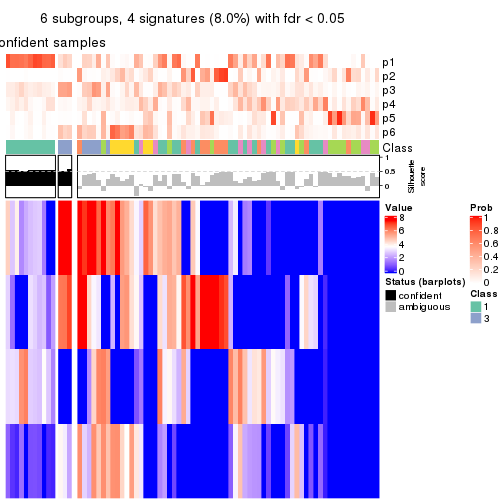 6 subgroups, 4 signatures (8.0%) with fdr < 0.05
onfident samples
p1
p2
p3
p4
p5
p6
Class
1
0.5
0
Silhouette
score
Value
8
6
4
2
0
Prob
1
0.8
0.6
0.4
0.2
0
Status (barplots)
confident
ambiguous
Class
1
3